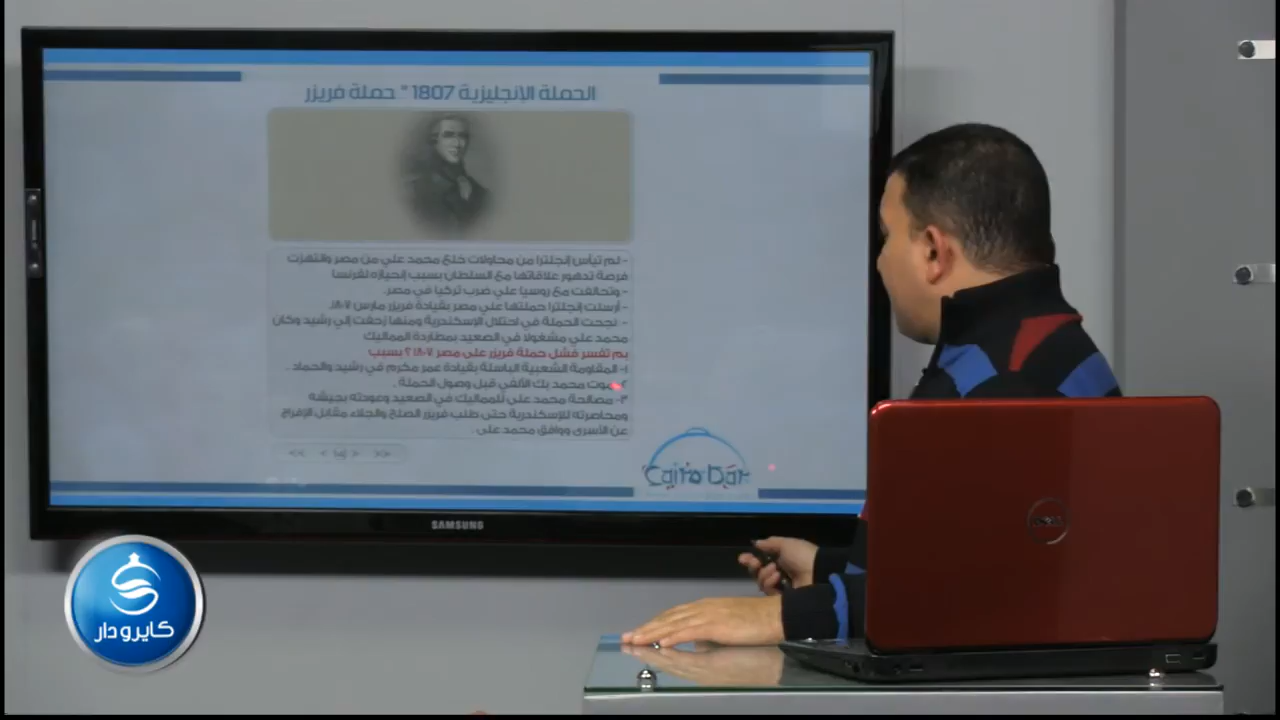 الحملة الإنجليزية 1807 " حملة فريزر
- لم تيأس إنجلترا من محاولات خلع محمد علي من مصر وانتهزت
فرصة تدهور علاقاتها مع السلطان بسبب إنحيازه لفرنسا
- وتحالفت مع روسيا علي ضرب تركيا في مصر.
- أرسلت إنجلترا حملتها علي مصر بقيادة فريزر مارس ١٨٠٧.
- نجحت الحملة في احتلال الإسكندرية ومنها زحفت إلي رشيد وكان
محمد علي مشغولا في الصعيد بمطاردة المماليك
بم تفسر فشل حملة فريزر على مصر ١٨٠٧ ؟ بسبب
١- المقاومة الشعبية الباسلة بقيادة عمر مكرم في رشيد والحماد .
٢- موت محمد بك الألفي قبل وصول الحملة .
٣- مصالحة محمد علي للمماليك في الصعيد وعودته بجيشه
ومحاصرته للإسكندرية حتى طلب فريزر الصلح والجلاء مقابل الإفراج
عن الأسرى ووافق محمد على .
<< < > >>
Cairo Dar
SAMSUNG
DELL
كايرو دار